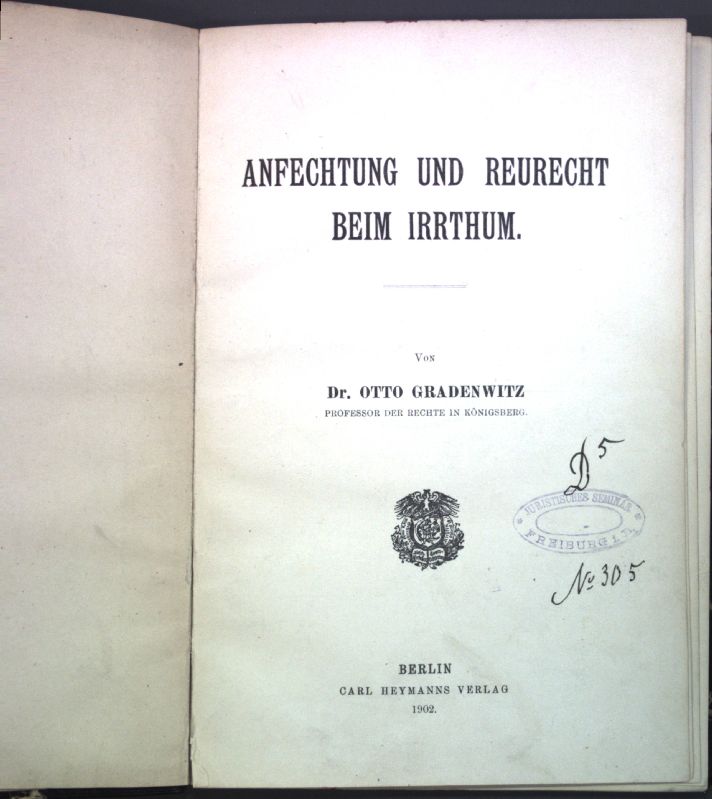 ANFECHTUNG UND REURECHT
BEIM IRRTHUM.
VON
Dr. OTTO GRADENWITZ
PROFESSOR DER RECHTE IN KÖNIGSBERG.
D 5
* JURISTISCHES SEMINAR *
FREIBURG i. B.
No 305
BERLIN
CARL HEYMANNS VERLAG
1902.